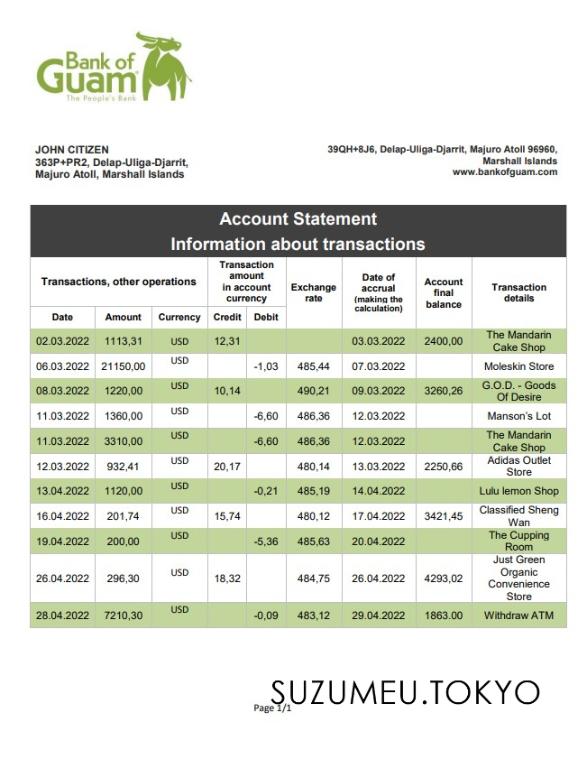 Bank of
Guam
The People's Bank
JOHN CITIZEN
363P+PR2, Delap-Uliga-Djarrit,
Majuro Atoll, Marshall Islands
39QH+8J6, Delap-Uliga-Djarrit, Majuro Atoll 96960,
Marshall Islands
www.bankofguam.com
Account Statement
Information about transactions
Transactions, other operations
Transaction
amount
in account
currency
Exchange
rate
Date of
accrual
(making the
calculation)
Account
final
balance
Transaction
details
Date Amount Currency Credit Debit
02.03.2022 1113,31 USD 12,31 03.03.2022 2400,00 The Mandarin
Cake Shop
06.03.2022 21150,00 USD -1,03 485,44 07.03.2022 Moleskin Store
08.03.2022 1220,00 USD 10,14 490,21 09.03.2022 3260,26 G.O.D. - Goods
Of Desire
11.03.2022 1360,00 USD -6,60 486,36 12.03.2022 Manson's Lot
11.03.2022 3310,00 USD -6,60 486,36 12.03.2022 The Mandarin
Cake Shop
12.03.2022 932,41 USD 20,17 480,14 13.03.2022 2250,66 Adidas Outlet
Store
13.04.2022 1120,00 USD -0,21 485,19 14.04.2022 Lulu lemon Shop
16.04.2022 201,74 USD 15,74 480,12 17.04.2022 3421,45 Classified Sheng
Wan
19.04.2022 200,00 USD -5,36 485,63 20.04.2022 The Cupping
Room
26.04.2022 296,30 USD 18,32 484,75 26.04.2022 4293,02 Just Green
Organic
Convenience
Store
28.04.2022 7210,30 USD -0,09 483,12 29.04.2022 1863.00 Withdraw ATM
SUZUMEU.TOKYO
Page 1/1